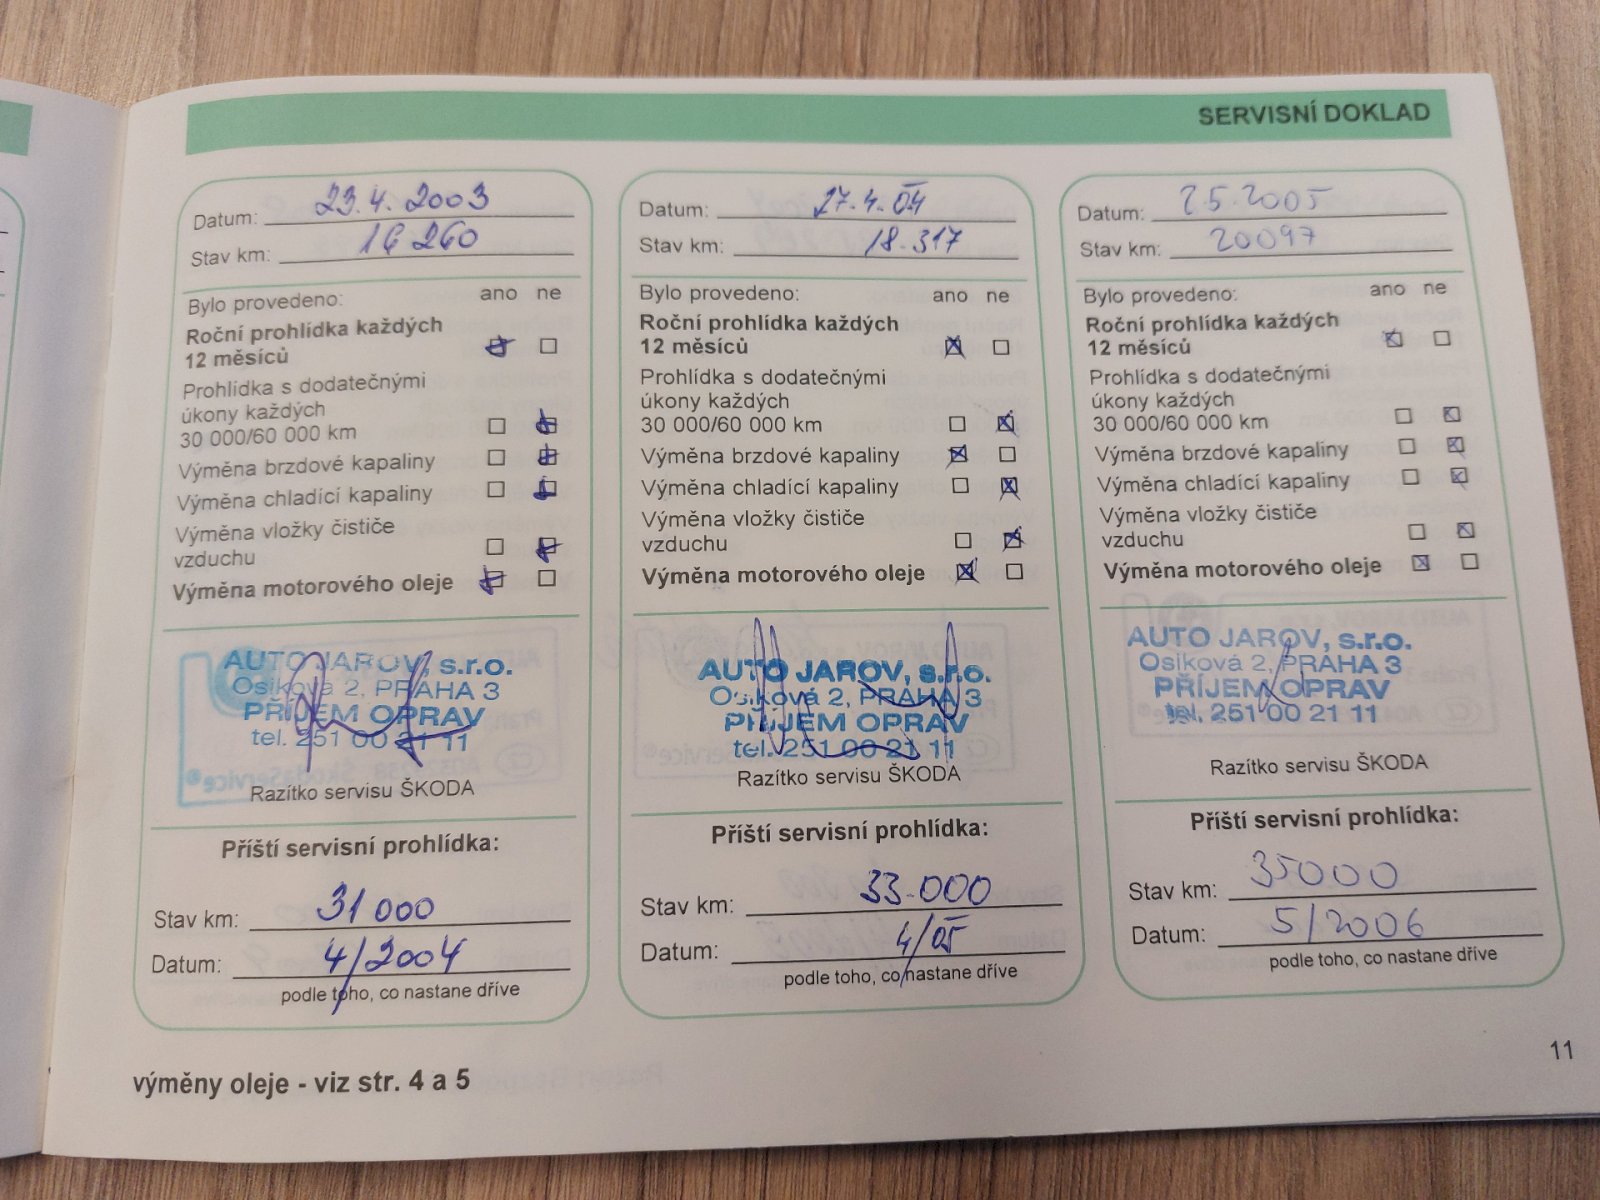 SERVISNÍ DOKLAD
Datum: 23.4.2003
Stav km: 16 260
Bylo provedeno: ano ne
Roční prohlídka každých
12 měsíců
Prohlídka s dodatečnými
úkony každých
30 000/60 000 km
Výměna brzdové kapaliny
Výměna chladící kapaliny
Výměna vložky čističe
vzduchu
Výměna motorového oleje
AUTO JAROV, s.r.o.
Osiková 2, PRAHA 3
PŘÍJEM OPRAV
tel. 251 00 21 11
Razítko servisu ŠKODA
Příští servisní prohlídka:
Stav km: 31 000
Datum: 4/2004
podle toho, co nastane dříve
Datum: 27.4.04
Stav km: 18.317
Bylo provedeno: ano ne
Roční prohlídka každých
12 měsíců
Prohlídka s dodatečnými
úkony každých
30 000/60 000 km
Výměna brzdové kapaliny
Výměna chladící kapaliny
Výměna vložky čističe
vzduchu
Výměna motorového oleje
AUTO JAROV, s.r.o.
Osiková 2, PRAHA 3
PŘÍJEM OPRAV
tel. 251 00 21 11
Razítko servisu ŠKODA
Příští servisní prohlídka:
Stav km: 33.000
Datum: 4/05
podle toho, co nastane dříve
Datum: 2.5.2005
Stav km: 20097
Bylo provedeno: ano ne
Roční prohlídka každých
12 měsíců
Prohlídka s dodatečnými
úkony každých
30 000/60 000 km
Výměna brzdové kapaliny
Výměna chladící kapaliny
Výměna vložky čističe
vzduchu
Výměna motorového oleje
AUTO JAROV, s.r.o.
Osiková 2, PRAHA 3
PŘÍJEM OPRAV
tel. 251 00 21 11
Razítko servisu ŠKODA
Příští servisní prohlídka:
Stav km: 35000
Datum: 5/2006
podle toho, co nastane dříve
výměny oleje - viz str. 4 a 5
11